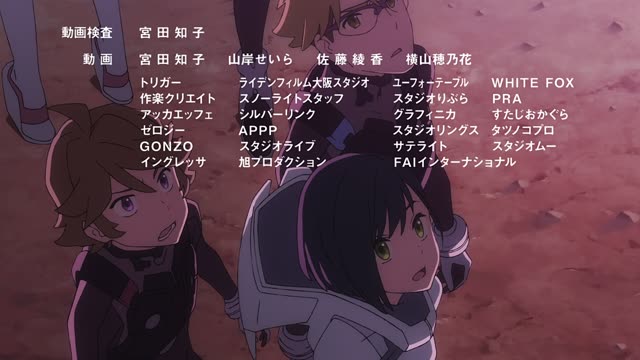 動画検査　宮田知子
動画　宮田知子　山岸せいら　佐藤綾香　横山穂乃花
トリガー　ライデンフィルム大阪スタジオ　ユーフォーテーブル　WHITE FOX
作楽クリエイト　スノーライトスタッフ　スタジオりぶら　PRA
アッカエッフェ　シルバーリンク　グラフィニカ　すたじおかぐら
ゼロジー　APPP　スタジオリングス　タツノコプロ
GONZO　スタジオライブ　サテライト　スタジオムー
イングレッサ　旭プロダクション　FAIインターナショナル